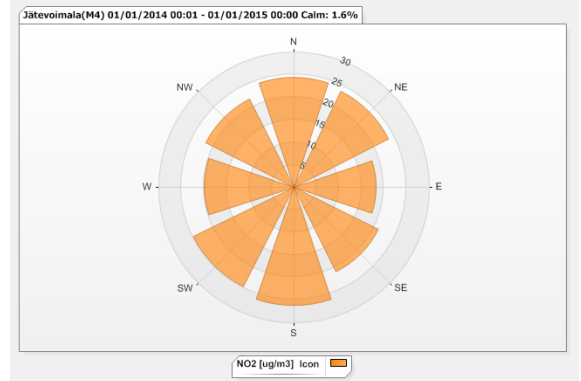 Jätevoimala(M4) 01/01/2014 00:01 - 01/01/2015 00:00 Calm: 1.6%
N
30
25
20
15
10
5
NW
NE
W
E
SW
SE
S
NO2 [ug/m3] Icon